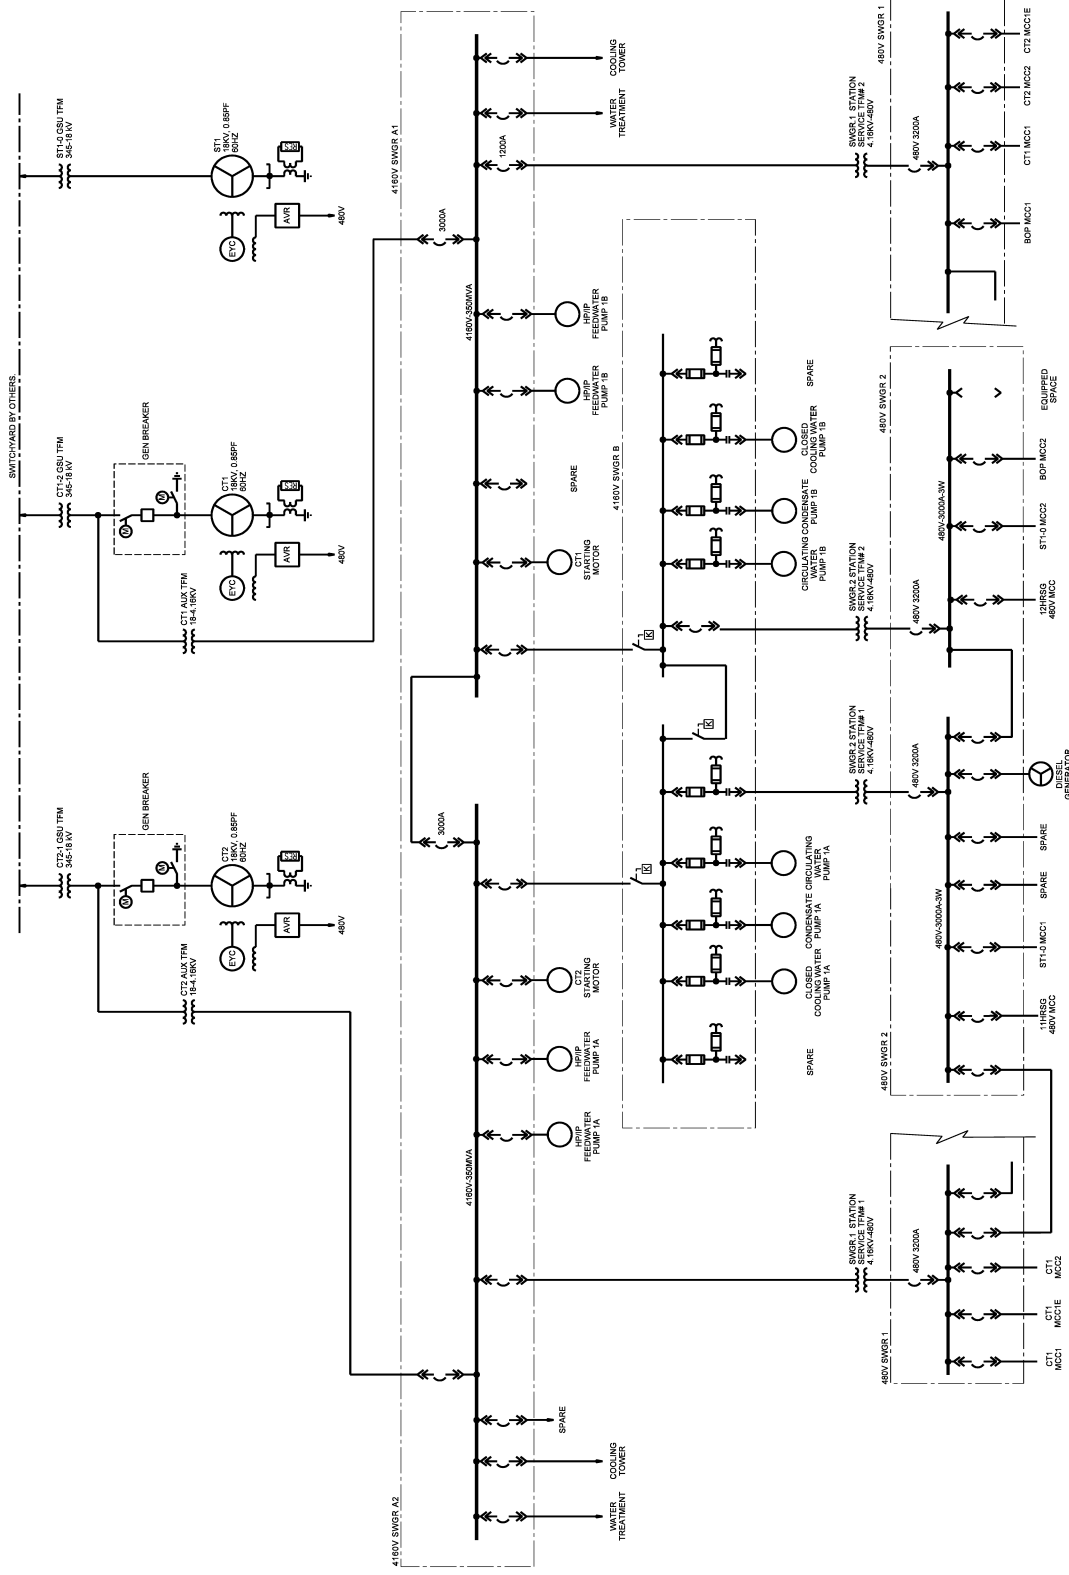 SWITCHYARD BY OTHERS.
CT2-1 GSU TFM
345-18 kV
CT1-2 GSU TFM
345-18 kV
ST1-1 GSU TFM
345-18 kV
GEN BREAKER
M
M
GEN BREAKER
M
M
CT2 AUX TFM
18-4.16KV
CT2
18KV, 0.85PF
60HZ
EYC
RES
AVR
480V
CT1 AUX TFM
18-4.16KV
CT1
18KV, 0.85PF
60HZ
EYC
RES
AVR
480V
ST1
18KV, 0.85PF
60HZ
EYC
RES
AVR
480V
4160V SWGR A2
4160V SWGR A1
3000A
3000A
4160V-350MVA
4160V-350MVA
1200A
WATER
TREATMENT
COOLING
TOWER
SPARE
HP/IP
FEEDWATER
PUMP 1A
HP/IP
FEEDWATER
PUMP 1A
CT2
STARTING
MOTOR
CT1
STARTING
MOTOR
SPARE
HP/IP
FEEDWATER
PUMP 1B
HP/IP
FEEDWATER
PUMP 1B
WATER
TREATMENT
COOLING
TOWER
4160V SWGR B
K
K
K
SPARE
CLOSED
COOLING WATER
PUMP 1A
CONDENSATE
PUMP 1A
CIRCULATING
WATER
PUMP 1A
CIRCULATING
WATER
PUMP 1B
CONDENSATE
PUMP 1B
CLOSED
COOLING WATER
PUMP 1B
SPARE
SWGR.1 STATION
SERVICE TFM# 1
4.16KV-480V
SWGR.2 STATION
SERVICE TFM# 1
4.16KV-480V
SWGR.2 STATION
SERVICE TFM# 2
4.16KV-480V
SWGR.1 STATION
SERVICE TFM# 2
4.16KV-480V
480V SWGR 1
480V SWGR 2
480V SWGR 2
480V SWGR 1
480V 3200A
480V 3200A
480V 3200A
480V 3200A
480V-3000A-3W
480V-3000A-3W
CT1
MCC1
CT1
MCC1E
CT1
MCC2
11HRSG
480V MCC
ST1-0 MCC1
SPARE
SPARE
DIESEL
GENERATOR
12HRSG
480V MCC
ST1-0 MCC2
BOP MCC2
EQUIPPED
SPACE
BOP MCC1
CT1 MCC1
CT2 MCC2
CT2 MCC1E